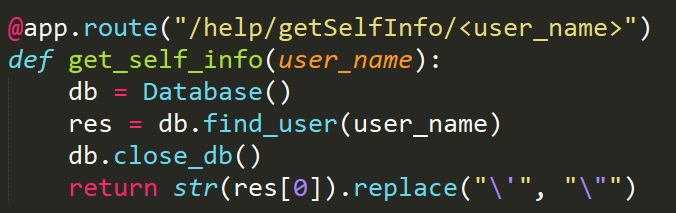 @app.route("/help/getSelfInfo/<user_name>")
def get_self_info(user_name):
    db = Database()
    res = db.find_user(user_name)
    db.close_db()
    return str(res[0]).replace("\'", "\"")